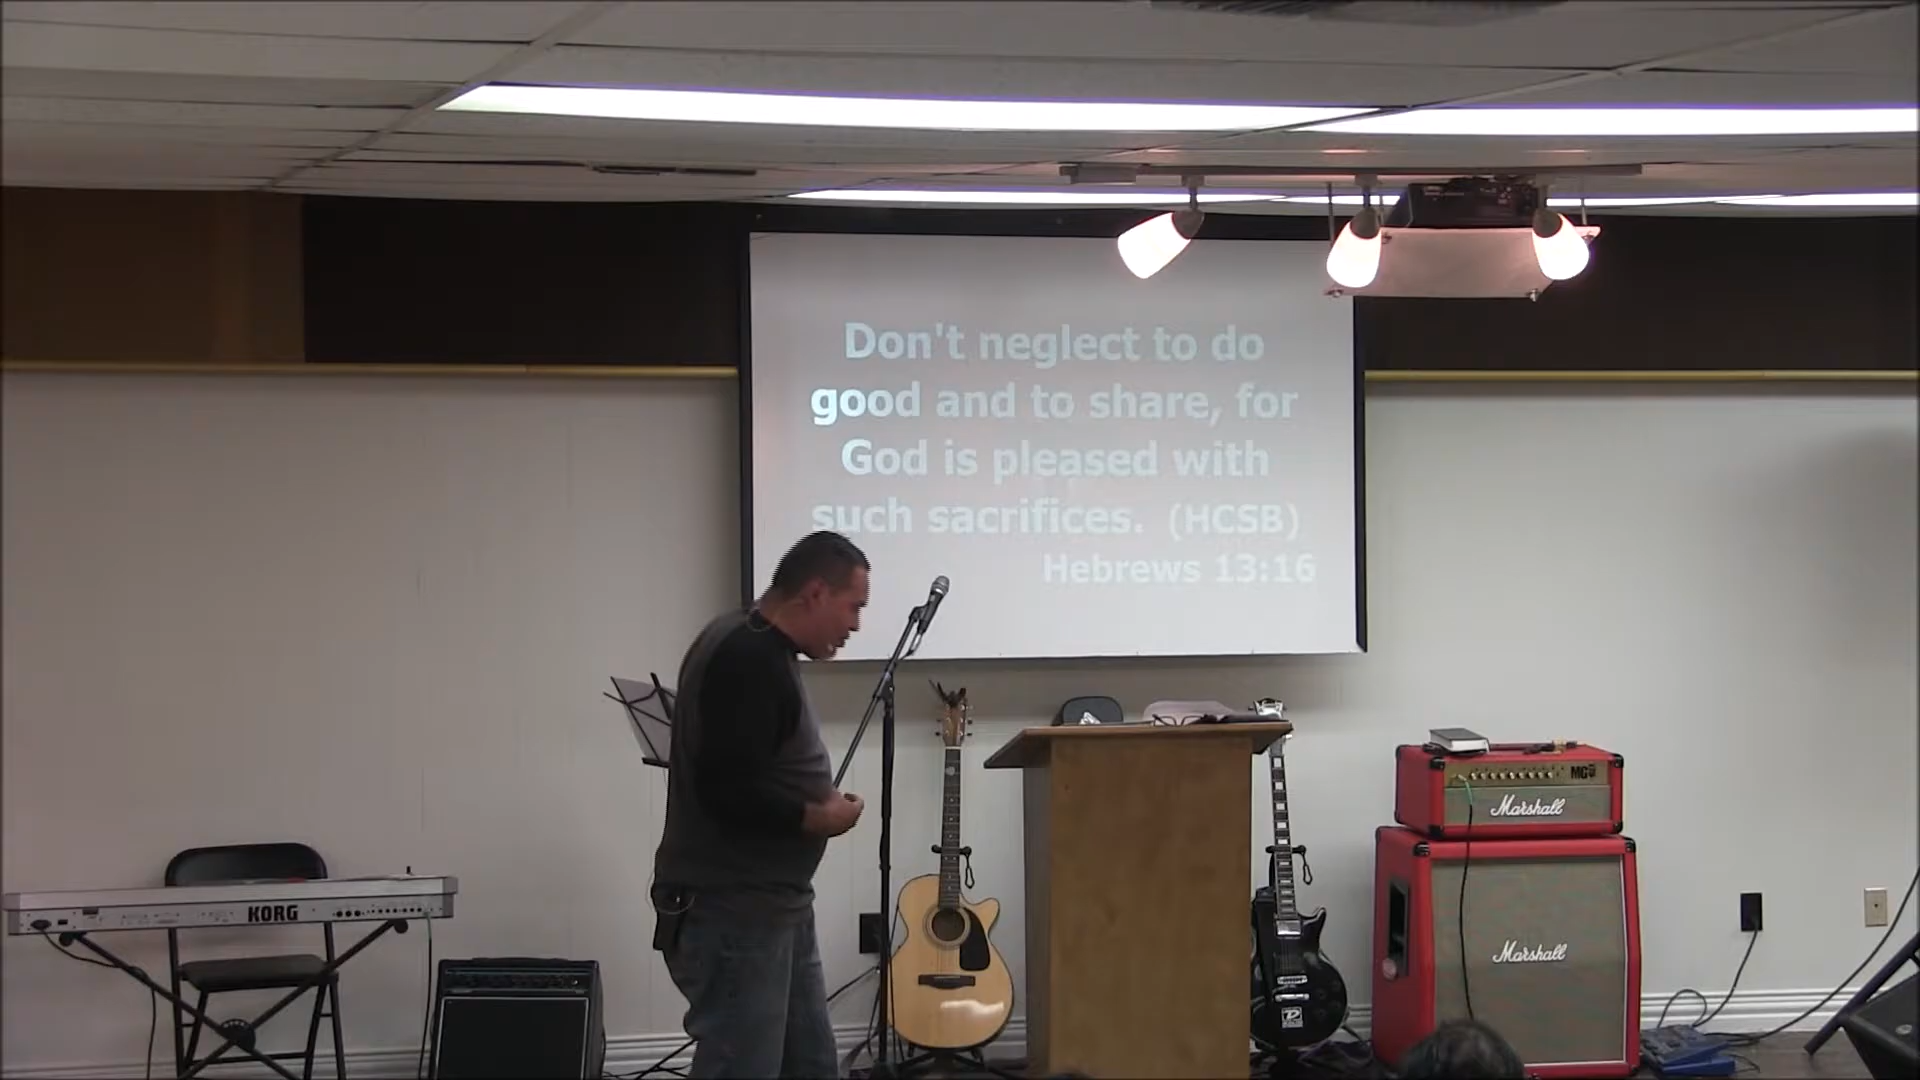 Don't neglect to do
good and to share, for
God is pleased with
such sacrifices. (HCSB)
Hebrews 13:16
MG
Marshall
KORG
Marshall